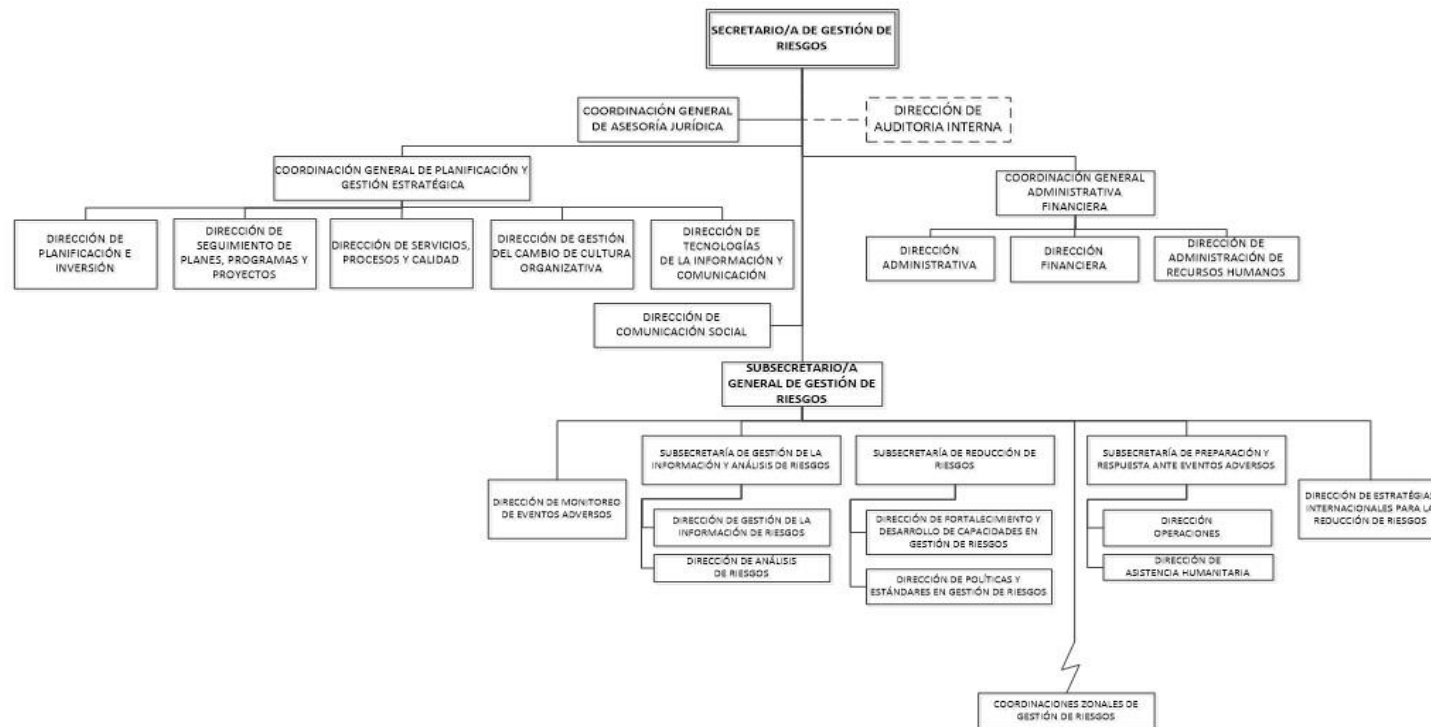 SECRETARIO/A DE GESTIÓN DE
RIESGOS
COORDINACIÓN GENERAL
DE ASESORÍA JURÍDICA
DIRECCIÓN DE
AUDITORIA INTERNA
COORDINACIÓN GENERAL DE PLANIFICACIÓN Y
GESTIÓN ESTRATÉGICA
COORDINACIÓN GENERAL
ADMINISTRATIVA
FINANCIERA
DIRECCIÓN DE
PLANIFICACIÓN E
INVERSIÓN
DIRECCIÓN DE
SEGUIMIENTO DE
PLANES, PROGRAMAS Y
PROYECTOS
DIRECCIÓN DE SERVICIOS,
PROCESOS Y CALIDAD
DIRECCIÓN DE GESTIÓN
DEL CAMBIO DE CULTURA
ORGANIZATIVA
DIRECCIÓN DE
TECNOLOGÍAS
DE LA INFORMACIÓN Y
COMUNICACIÓN
DIRECCIÓN
ADMINISTRATIVA
DIRECCIÓN
FINANCIERA
DIRECCIÓN DE
ADMINISTRACIÓN DE
RECURSOS HUMANOS
DIRECCIÓN DE
COMUNICACIÓN SOCIAL
SUBSECRETARIO/A
GENERAL DE GESTIÓN DE
RIESGOS
DIRECCIÓN DE MONITOREO
DE EVENTOS ADVERSOS
SUBSECRETARÍA DE GESTIÓN DE LA
INFORMACIÓN Y ANÁLISIS DE RIESGOS
DIRECCIÓN DE GESTIÓN DE LA
INFORMACIÓN DE RIESGOS
DIRECCIÓN DE ANÁLISIS
DE RIESGOS
SUBSECRETARÍA DE REDUCCIÓN DE
RIESGOS
DIRECCIÓN DE FORTALECIMIENTO Y
DESARROLLO DE CAPACIDADES EN
GESTIÓN DE RIESGOS
DIRECCIÓN DE POLÍTICAS Y
ESTÁNDARES EN GESTIÓN DE RIESGOS
SUBSECRETARÍA DE PREPARACIÓN Y
RESPUESTA ANTE EVENTOS ADVERSOS
DIRECCIÓN
OPERACIONES
DIRECCIÓN DE
ASISTENCIA HUMANITARIA
DIRECCIÓN DE ESTRATÉGIAS
INTERNACIONALES PARA LA
REDUCCIÓN DE RIESGOS
COORDINACIONES ZONALES DE
GESTIÓN DE RIESGOS